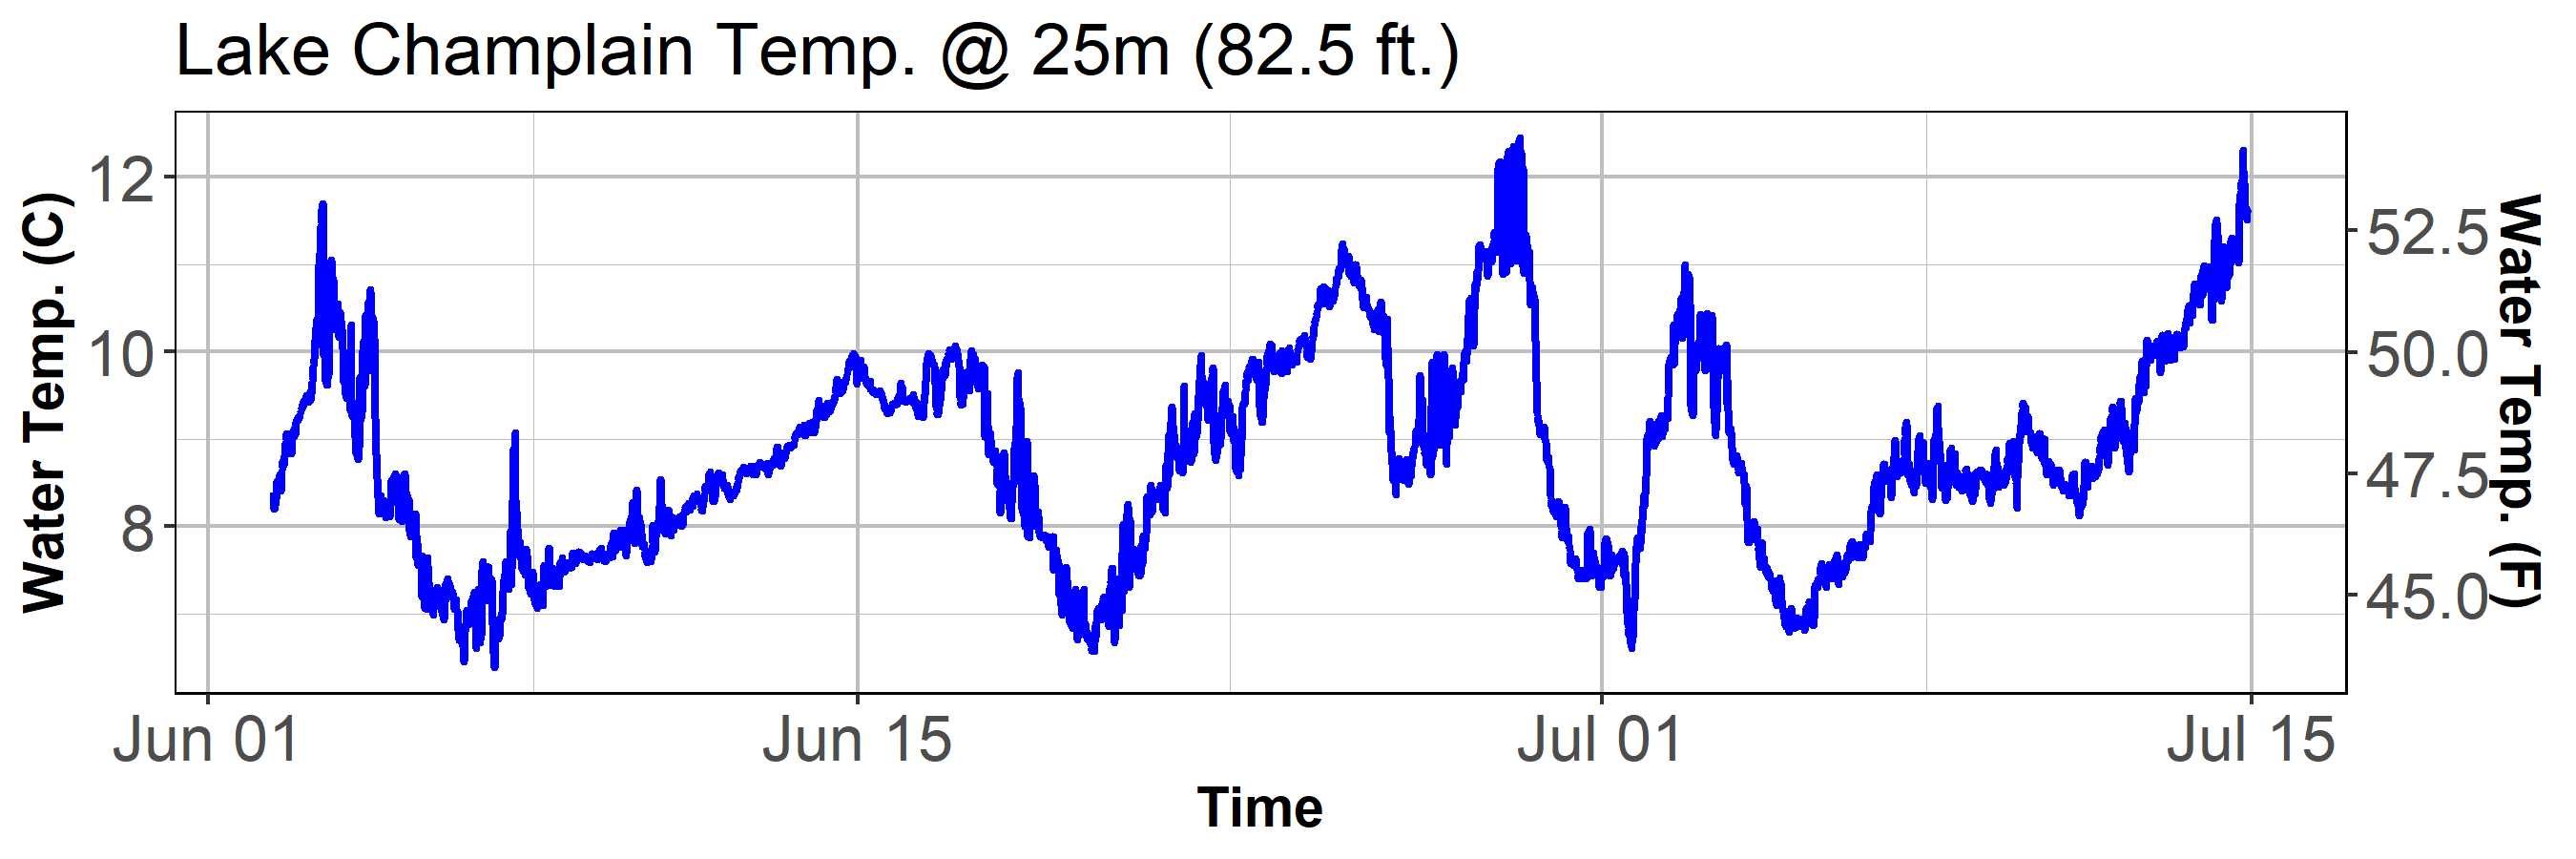 Lake Champlain Temp. @ 25m (82.5 ft.)
Water Temp. (C)
12
10
8
52.5
50.0
47.5
45.0
Water Temp. (F)
Jun 01
Jun 15
Jul 01
Jul 15
Time